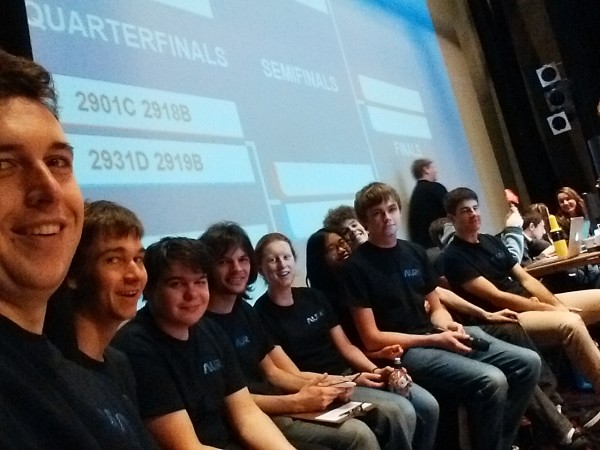 QUARTERFINALS
SEMIFINALS
FINALS
2901C 2918B
2931D 2919B